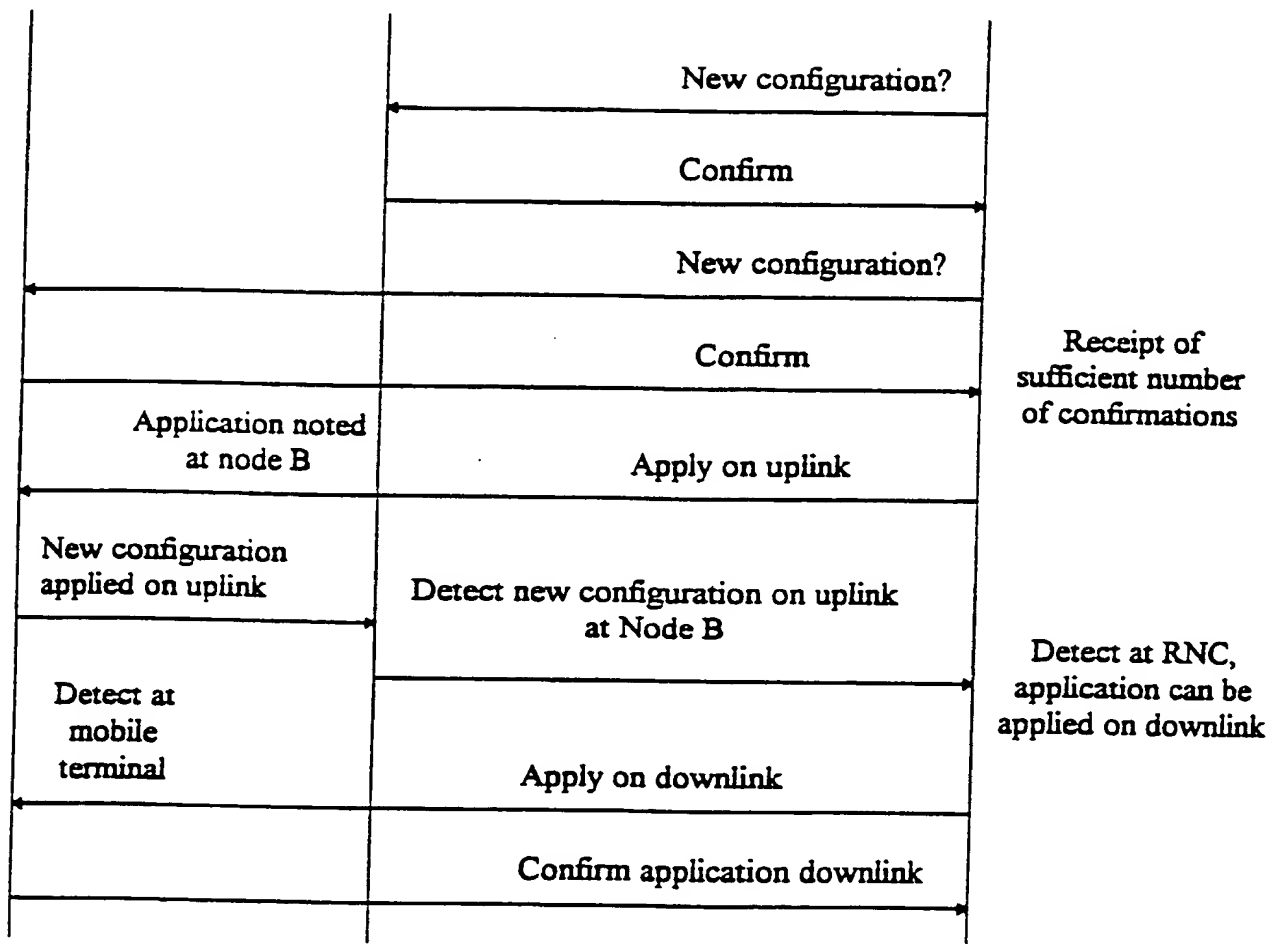 New configuration?
Confirm
New configuration?
Confirm
Receipt of
sufficient number
of confirmations
Application noted
at node B
Apply on uplink
New configuration
applied on uplink
Detect new configuration on uplink
at Node B
Detect at RNC,
application can be
applied on downlink
Detect at
mobile
terminal
Apply on downlink
Confirm application downlink